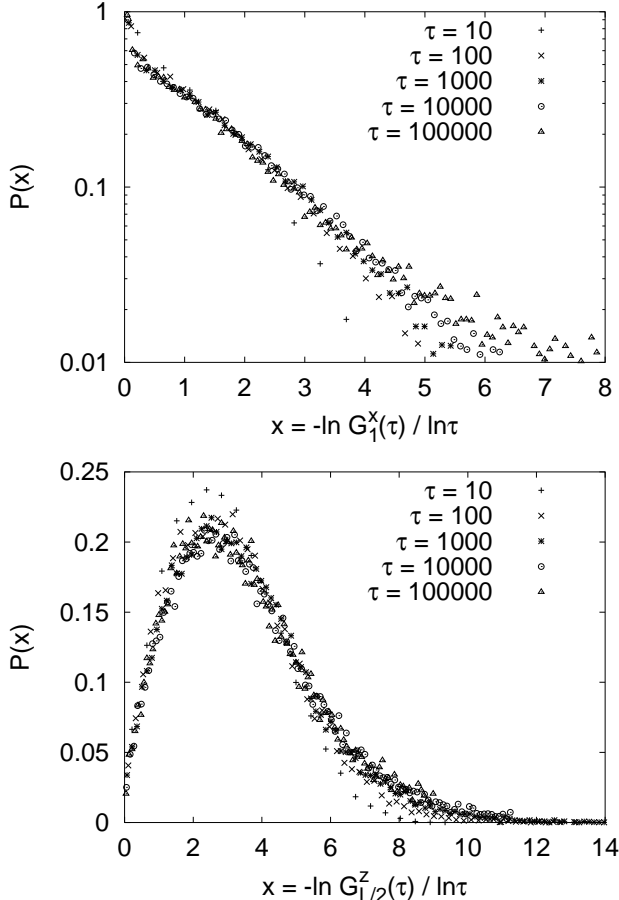 1
τ = 10
τ = 100
τ = 1000
τ = 10000
τ = 100000
P(x)
0.1
0.01
0 1 2 3 4 5 6 7 8
x = -ln G₁ˣ(τ) / lnτ
0.25
τ = 10
τ = 100
τ = 1000
τ = 10000
τ = 100000
0.2
0.15
P(x)
0.1
0.05
0
0 2 4 6 8 10 12 14
x = -ln G^z_{L/2}(τ) / lnτ